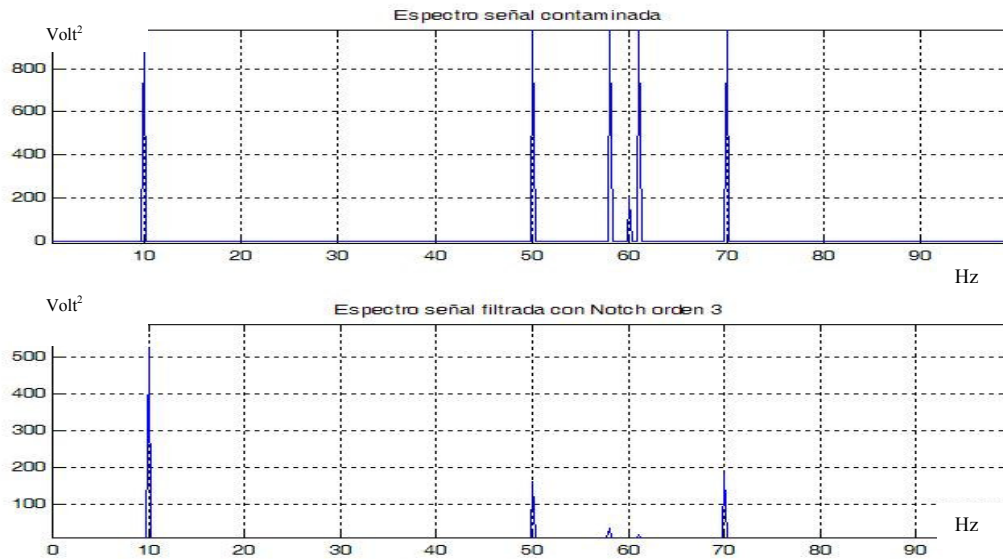 Espectro señal contaminada
Volt²
800
600
400
200
0
10 20 30 40 50 60 70 80 90
Hz
Volt²
Espectro señal filtrada con Notch orden 3
500
400
300
200
100
0 10 20 30 40 50 60 70 80 90
Hz